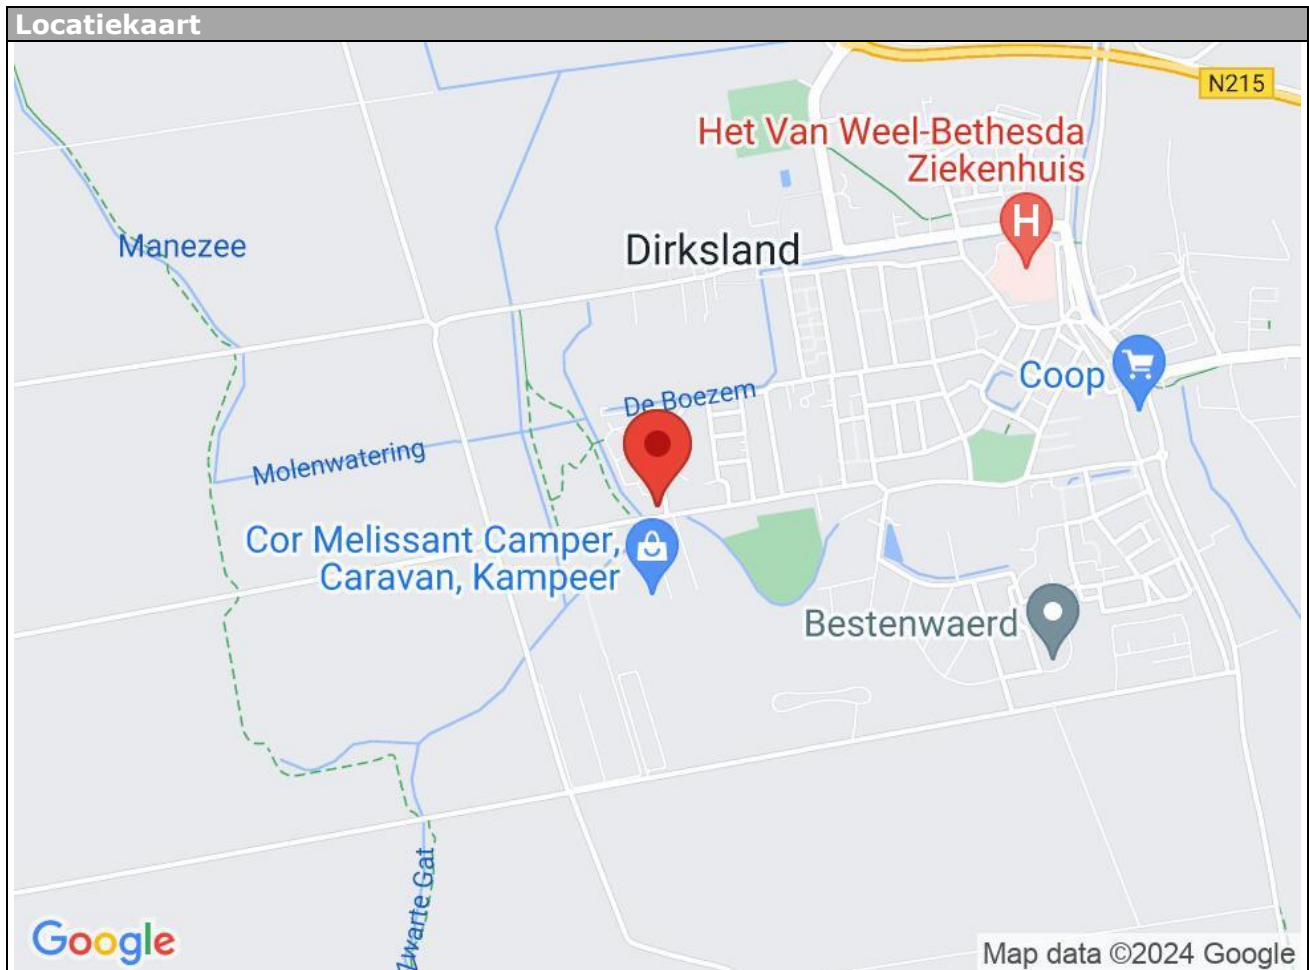 Locatiekaart
N215
Het Van Weel-Bethesda
Ziekenhuis
H
Manezee
Dirksland
Coop
De Boezem
Molenwatering
Cor Melissant Camper,
Caravan, Kampeer
Bestenwaerd
Zwarte Gat
Google
Map data ©2024 Google